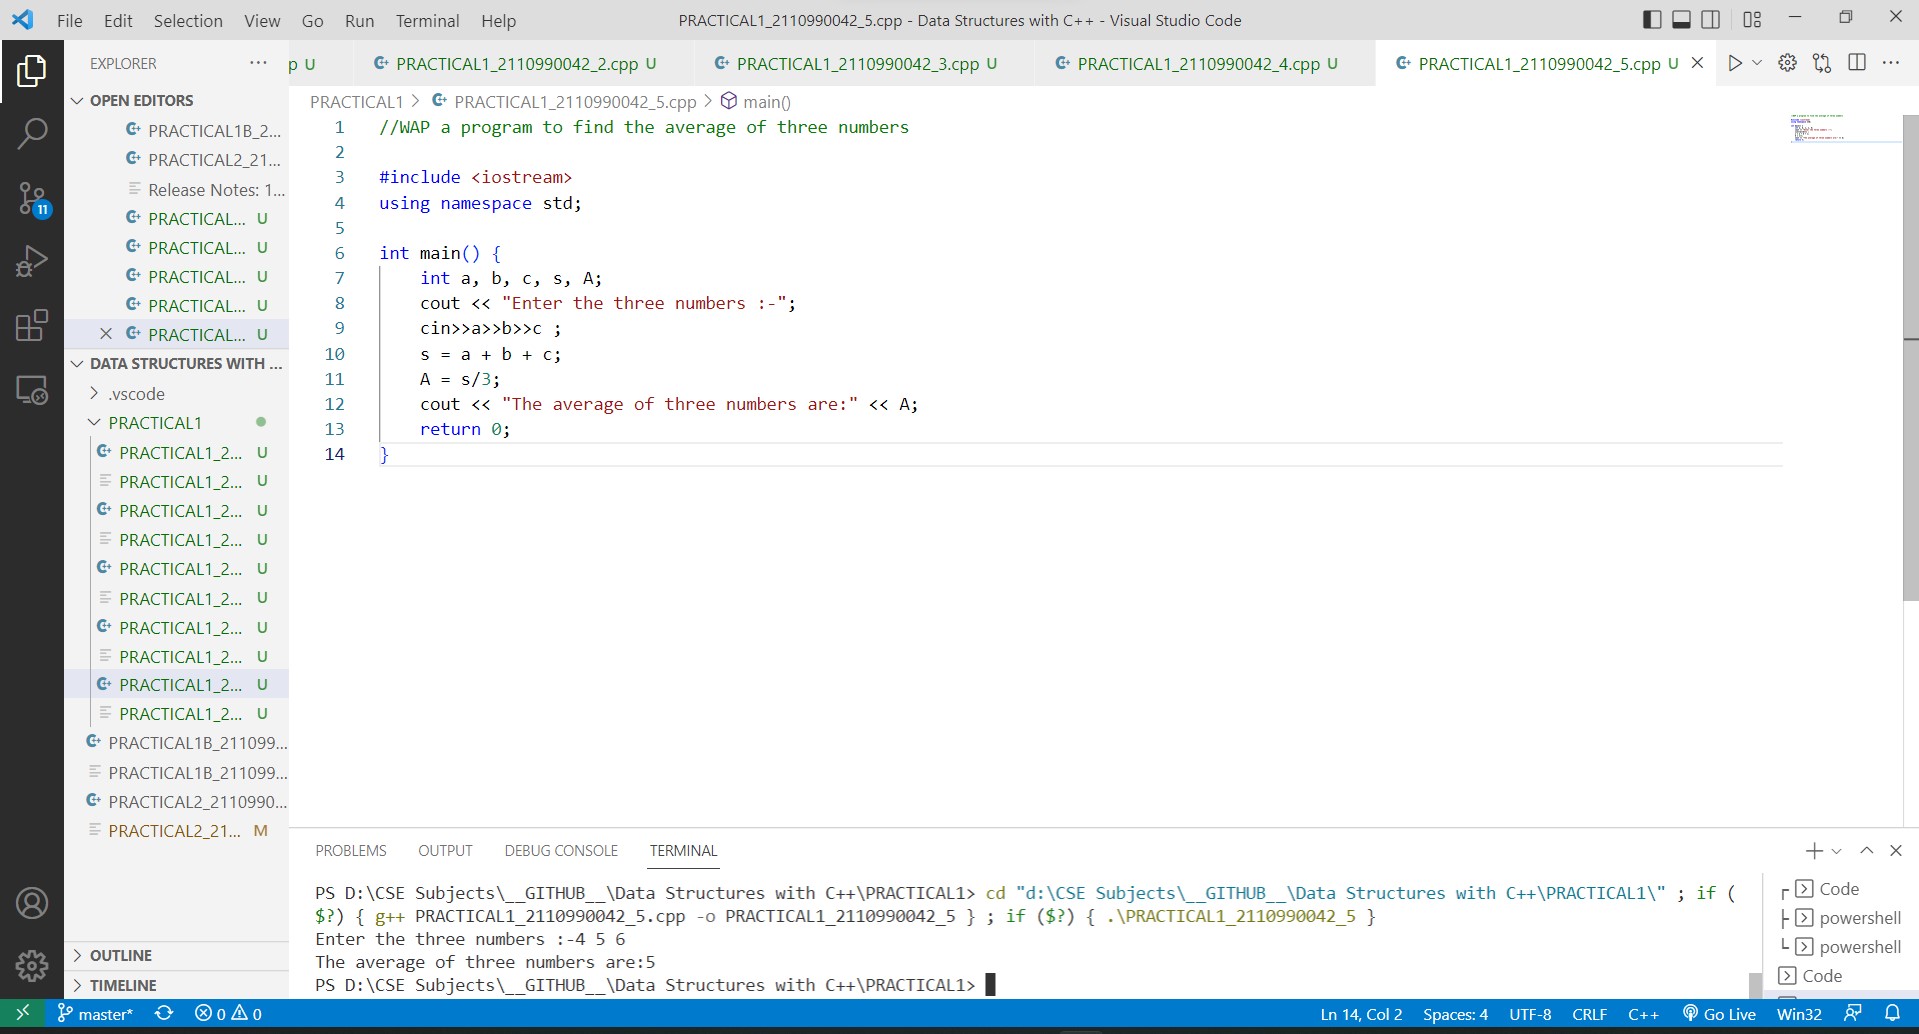 File Edit Selection View Go Run Terminal Help PRACTICAL1_2110990042_5.cpp - Data Structures with C++ - Visual Studio Code
EXPLORER ···
OPEN EDITORS
PRACTICAL1B_2...
PRACTICAL2_21...
Release Notes: 1...
PRACTICAL... U
PRACTICAL... U
PRACTICAL... U
PRACTICAL... U
PRACTICAL... U
DATA STRUCTURES WITH ...
.vscode
PRACTICAL1
PRACTICAL1_2... U
PRACTICAL1_2... U
PRACTICAL1_2... U
PRACTICAL1_2... U
PRACTICAL1_2... U
PRACTICAL1_2... U
PRACTICAL1_2... U
PRACTICAL1_2... U
PRACTICAL1_2... U
PRACTICAL1_2... U
PRACTICAL1B_211099...
PRACTICAL1B_211099...
PRACTICAL2_2110990...
PRACTICAL2_21... M
OUTLINE
TIMELINE
11
p U PRACTICAL1_2110990042_2.cpp U PRACTICAL1_2110990042_3.cpp U PRACTICAL1_2110990042_4.cpp U PRACTICAL1_2110990042_5.cpp U
PRACTICAL1 > PRACTICAL1_2110990042_5.cpp > main()
1 //WAP a program to find the average of three numbers
2
3 #include <iostream>
4 using namespace std;
5
6 int main() {
7 int a, b, c, s, A;
8 cout << "Enter the three numbers :-";
9 cin>>a>>b>>c ;
10 s = a + b + c;
11 A = s/3;
12 cout << "The average of three numbers are:" << A;
13 return 0;
14 }
PROBLEMS OUTPUT DEBUG CONSOLE TERMINAL
PS D:\CSE Subjects\__GITHUB__\Data Structures with C++\PRACTICAL1> cd "d:\CSE Subjects\__GITHUB__\Data Structures with C++\PRACTICAL1\" ; if (
$?) { g++ PRACTICAL1_2110990042_5.cpp -o PRACTICAL1_2110990042_5 } ; if ($?) { .\PRACTICAL1_2110990042_5 }
Enter the three numbers :-4 5 6
The average of three numbers are:5
PS D:\CSE Subjects\__GITHUB__\Data Structures with C++\PRACTICAL1>
Code
powershell
powershell
Code
master* 0 0 Ln 14, Col 2 Spaces: 4 UTF-8 CRLF C++ Go Live Win32